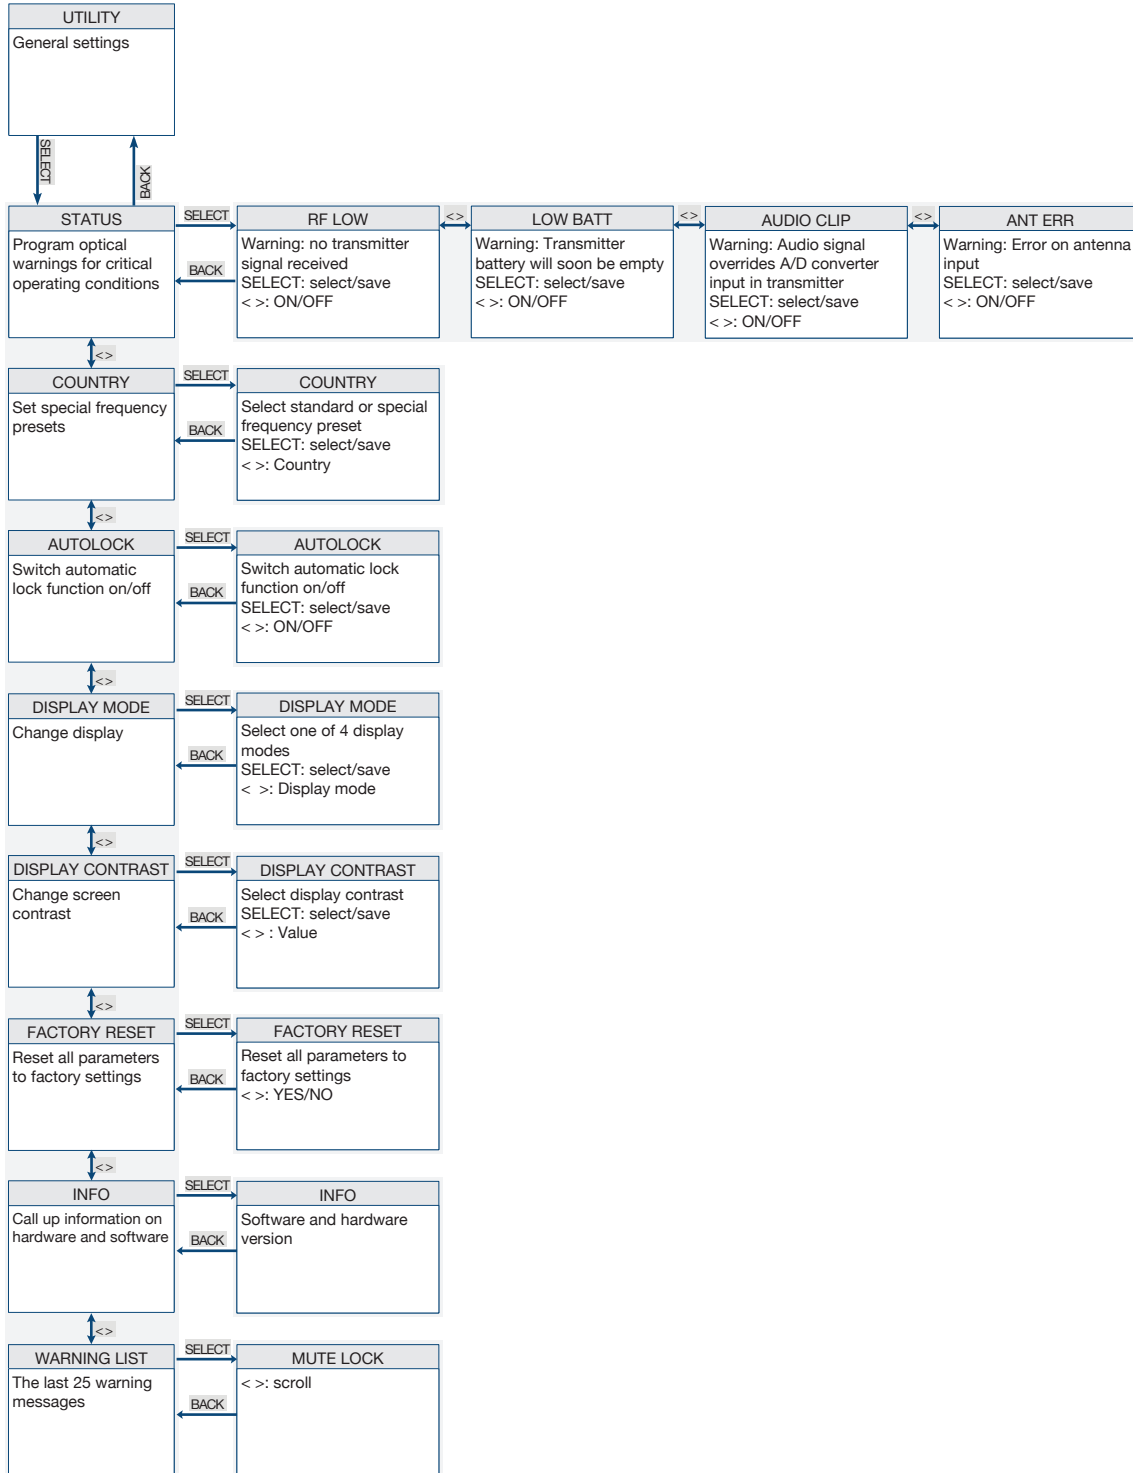 UTILITY
General settings
SELECT
BACK
STATUS
Program optical
warnings for critical
operating conditions
SELECT
BACK
RF LOW
Warning: no transmitter
signal received
SELECT: select/save
< >: ON/OFF
<>
LOW BATT
Warning: Transmitter
battery will soon be empty
SELECT: select/save
< >: ON/OFF
<>
AUDIO CLIP
Warning: Audio signal
overrides A/D converter
input in transmitter
SELECT: select/save
< >: ON/OFF
<>
ANT ERR
Warning: Error on antenna
input
SELECT: select/save
< >: ON/OFF
<>
COUNTRY
Set special frequency
presets
SELECT
BACK
COUNTRY
Select standard or special
frequency preset
SELECT: select/save
< >: Country
<>
AUTOLOCK
Switch automatic
lock function on/off
SELECT
BACK
AUTOLOCK
Switch automatic lock
function on/off
SELECT: select/save
< >: ON/OFF
<>
DISPLAY MODE
Change display
SELECT
BACK
DISPLAY MODE
Select one of 4 display
modes
SELECT: select/save
< >: Display mode
<>
DISPLAY CONTRAST
Change screen
contrast
SELECT
BACK
DISPLAY CONTRAST
Select display contrast
SELECT: select/save
< > : Value
<>
FACTORY RESET
Reset all parameters
to factory settings
SELECT
BACK
FACTORY RESET
Reset all parameters to
factory settings
< >: YES/NO
<>
INFO
Call up information on
hardware and software
SELECT
BACK
INFO
Software and hardware
version
<>
WARNING LIST
The last 25 warning
messages
SELECT
BACK
MUTE LOCK
< >: scroll